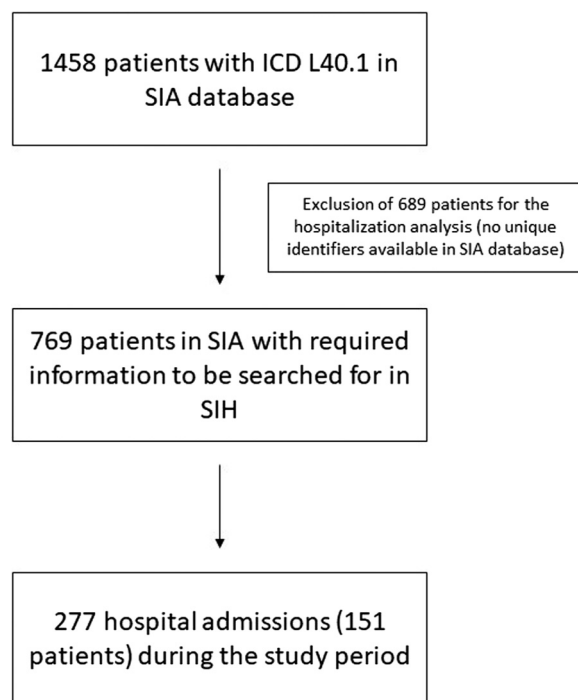 1458 patients with ICD L40.1 in
SIA database
Exclusion of 689 patients for the
hospitalization analysis (no unique
identifiers available in SIA database)
769 patients in SIA with required
information to be searched for in
SIH
277 hospital admissions (151
patients) during the study period